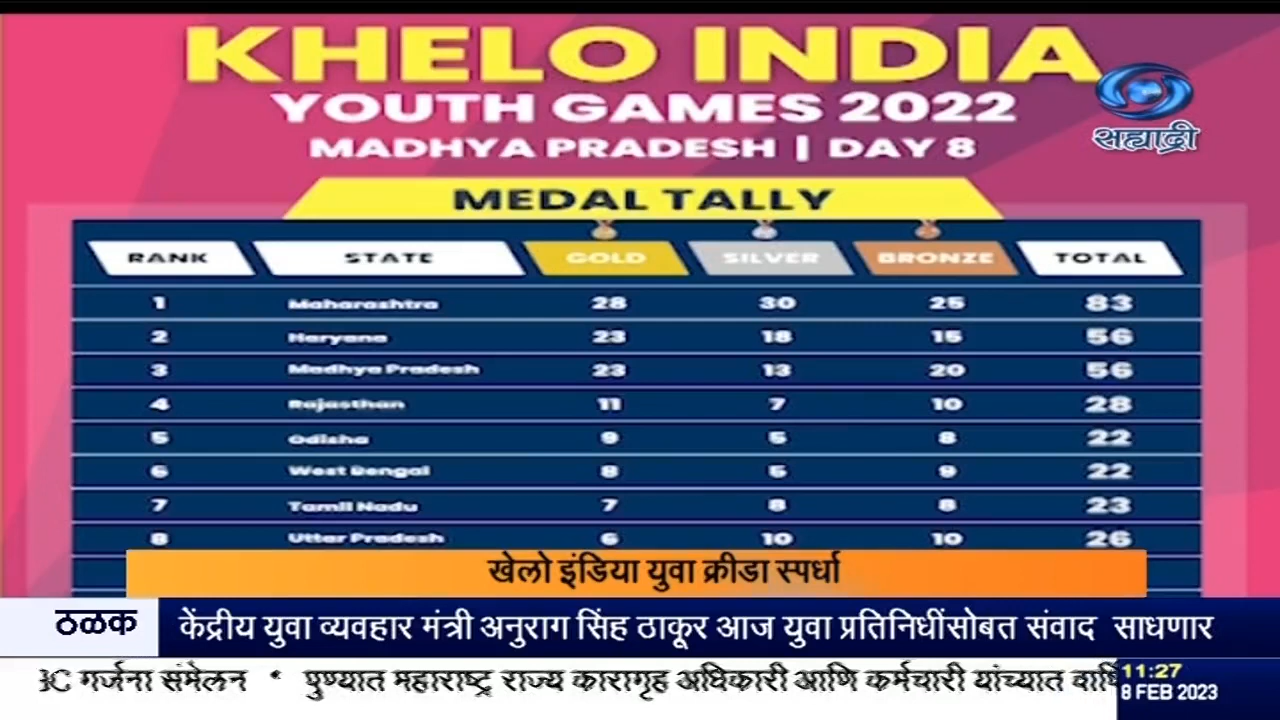 KHELO INDIA
YOUTH GAMES 2022
MADHYA PRADESH | DAY 8
सह्याद्री
MEDAL TALLY
RANK STATE GOLD SILVER BRONZE TOTAL
1 Maharashtra 28 30 25 83
2 Haryana 23 18 15 56
3 Madhya Pradesh 23 13 20 56
4 Rajasthan 11 7 10 28
5 Odisha 9 5 8 22
6 West Bengal 8 5 9 22
7 Tamil Nadu 7 8 8 23
8 Uttar Pradesh 6 10 10 26
खेलो इंडिया युवा क्रीडा स्पर्धा
ठळक केंद्रीय युवा व्यवहार मंत्री अनुराग सिंह ठाकूर आज युवा प्रतिनिधींसोबत संवाद साधणार
गर्जना संमेलन * पुण्यात महाराष्ट्र राज्य कारागृह अधिकारी आणि कर्मचारी यांच्यात
11:27
8 FEB 2023